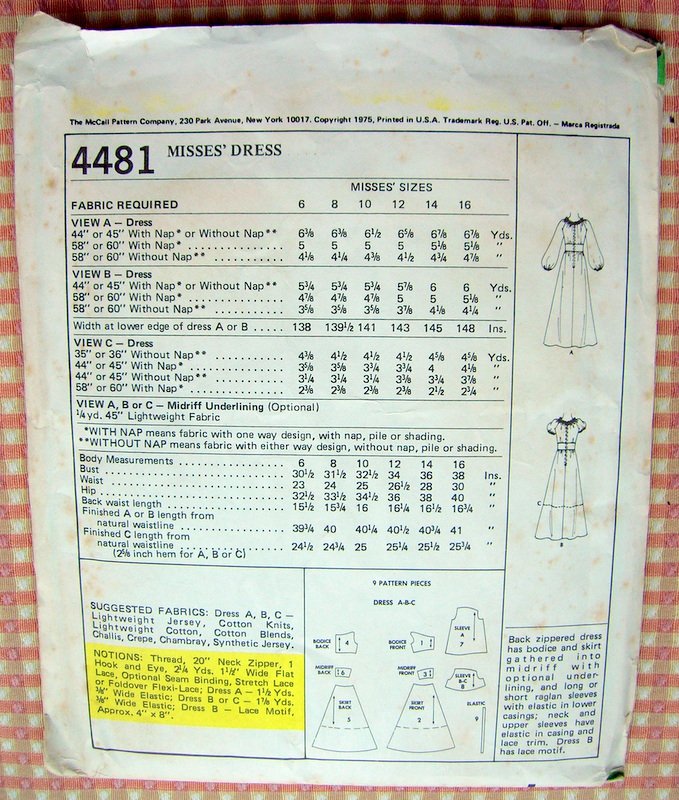 The McCall Pattern Company, 230 Park Avenue, New York 10017. Copyright 1975, Printed in U.S.A. Trademark Reg. U.S. Pat. Off. – Marca Registrada
4481 MISSES' DRESS
MISSES' SIZES
FABRIC REQUIRED 6 8 10 12 14 16
VIEW A – Dress
44" or 45" With Nap* or Without Nap** 6⅜ 6⅜ 6½ 6⅝ 6⅞ 6⅞ Yds.
58" or 60" With Nap* 5 5 5 5 5⅛ 5⅛ "
58" or 60" Without Nap** 4⅛ 4¼ 4⅜ 4½ 4¾ 4⅞ "
VIEW B – Dress
44" or 45" With Nap* or Without Nap** 5¾ 5¾ 5¾ 5⅞ 6 6 Yds.
58" or 60" With Nap* 4⅞ 4⅞ 4⅞ 5 5 5⅛ "
58" or 60" Without Nap** 3⅝ 3⅝ 3⅝ 3⅞ 4⅛ 4¼ "
Width at lower edge of dress A or B 138 139½ 141 143 145 148 Ins.
VIEW C – Dress
35" or 36" Without Nap** 4⅜ 4½ 4½ 4½ 4⅝ 4⅝ Yds.
44" or 45" With Nap* 3⅝ 3⅝ 3¾ 3¾ 4 4⅛ "
44" or 45" Without Nap** 3¼ 3¼ 3¼ 3⅜ 3¾ 3⅞ "
58" or 60" With Nap* 2⅜ 2⅜ 2⅜ 2⅜ 2½ 2¾ "
VIEW A, B or C – Midriff Underlining (Optional)
¼ yd. 45" Lightweight Fabric
*WITH NAP means fabric with one way design, with nap, pile or shading.
**WITHOUT NAP means fabric with either way design, without nap, pile or shading.
Body Measurements 6 8 10 12 14 16
Bust 30½ 31½ 32½ 34 36 38 Ins.
Waist 23 24 25 26½ 28 30 "
Hip 32½ 33½ 34½ 36 38 40 "
Back waist length 15½ 15¾ 16 16¼ 16½ 16¾ "
Finished A or B length from
natural waistline 39¾ 40 40¼ 40½ 40¾ 41 "
Finished C length from
natural waistline 24½ 24¾ 25 25¼ 25½ 25¾ "
(2⅝ inch hem for A, B or C)
A
C
B
SUGGESTED FABRICS: Dress A, B, C –
Lightweight Jersey, Cotton Knits,
Lightweight Cotton, Cotton Blends,
Challis, Crepe, Chambray, Synthetic Jersey.
NOTIONS: Thread, 20" Neck Zipper, 1
Hook and Eye, 2¼ Yds. 1½" Wide Flat
Lace, Optional Seam Binding, Stretch Lace
or Foldover Flexi-Lace; Dress A – 1½ Yds.
⅜" Wide Elastic; Dress B or C – 1⅞ Yds.
⅜" Wide Elastic; Dress B – Lace Motif,
Approx. 4" x 8".
9 PATTERN PIECES
DRESS A-B-C
BODICE BACK 4
BODICE FRONT 1
SLEEVE A 7
MIDRIFF BACK 6
MIDRIFF FRONT 3
SLEEVE B-C 8
SKIRT BACK 5
SKIRT FRONT 2
ELASTIC 9
Back zippered dress
has bodice and skirt
gathered into
midriff with
optional under-
lining, and long or
short raglan sleeves
with elastic in lower
casings; neck and
upper sleeves have
elastic in casing and
lace trim. Dress B
has lace motif.